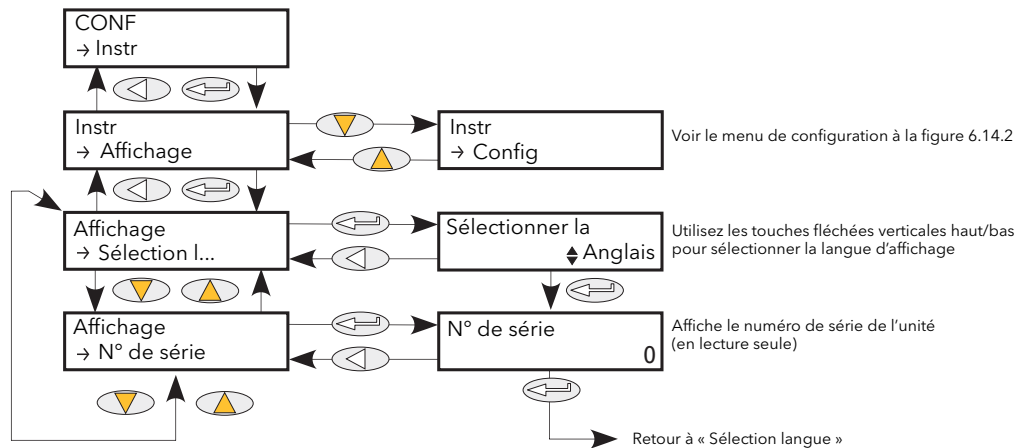 CONF
→ Instr
Instr
→ Affichage
Instr
→ Config
Voir le menu de configuration à la figure 6.14.2
Affichage
→ Sélection l...
Sélectionner la
Anglais
Utilisez les touches fléchées verticales haut/bas
pour sélectionner la langue d’affichage
Affichage
→ N° de série
N° de série
0
Affiche le numéro de série de l’unité
(en lecture seule)
Retour à « Sélection langue »